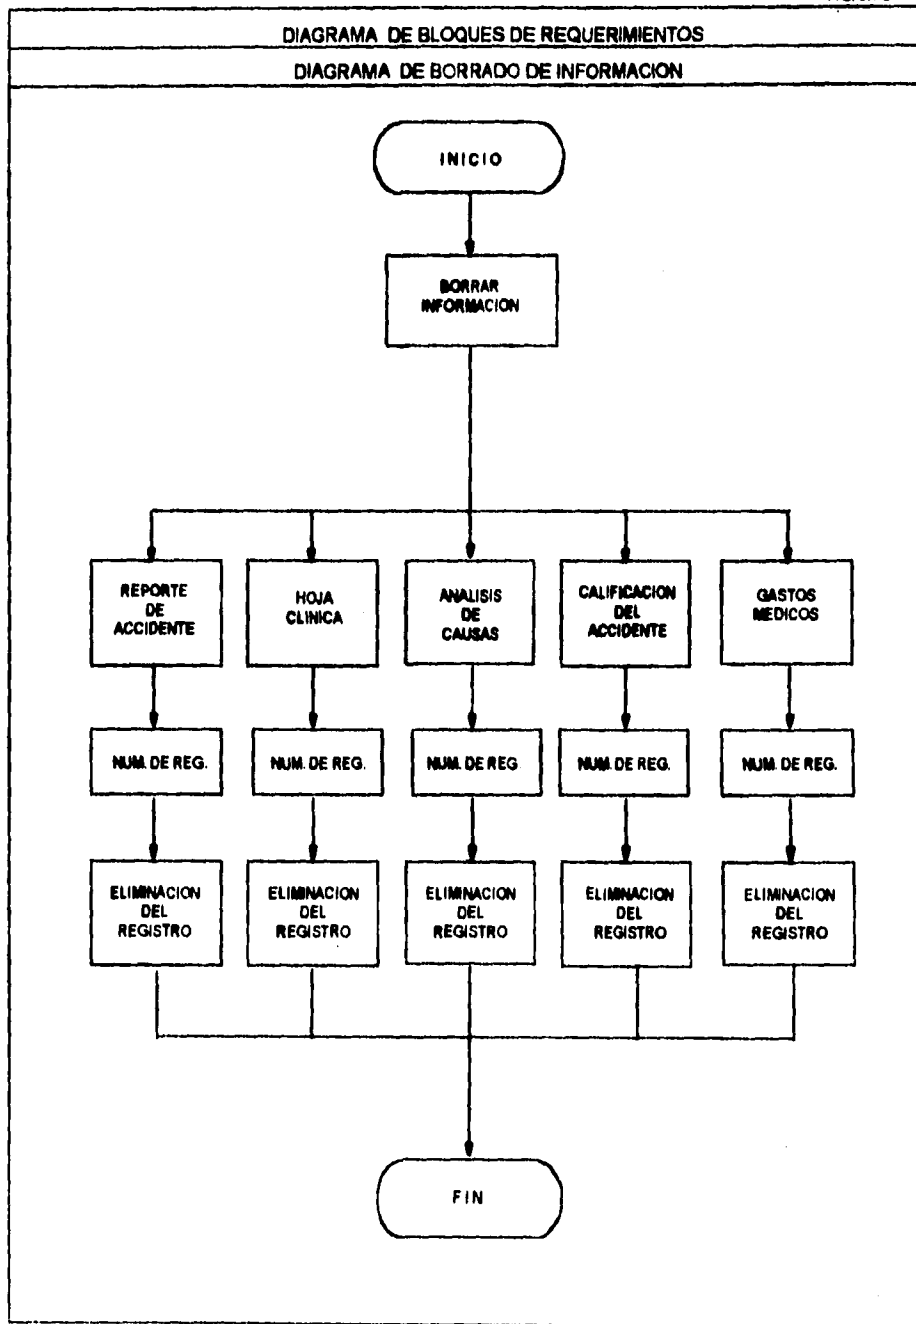 DIAGRAMA DE BLOQUES DE REQUERIMIENTOS
DIAGRAMA DE BORRADO DE INFORMACION
INICIO
BORRAR
INFORMACION
REPORTE
DE
ACCIDENTE
HOJA
CLINICA
ANALISIS
DE
CAUSAS
CALIFICACION
DEL
ACCIDENTE
GASTOS
MEDICOS
NUM. DE REG.
NUM. DE REG.
NUM. DE REG
NUM. DE REG.
NUM. DE REG.
ELIMINACION
DEL
REGISTRO
ELIMINACION
DEL
REGISTRO
ELIMINACION
DEL
REGISTRO
ELIMINACION
DEL
REGISTRO
ELIMINACION
DEL
REGISTRO
FIN